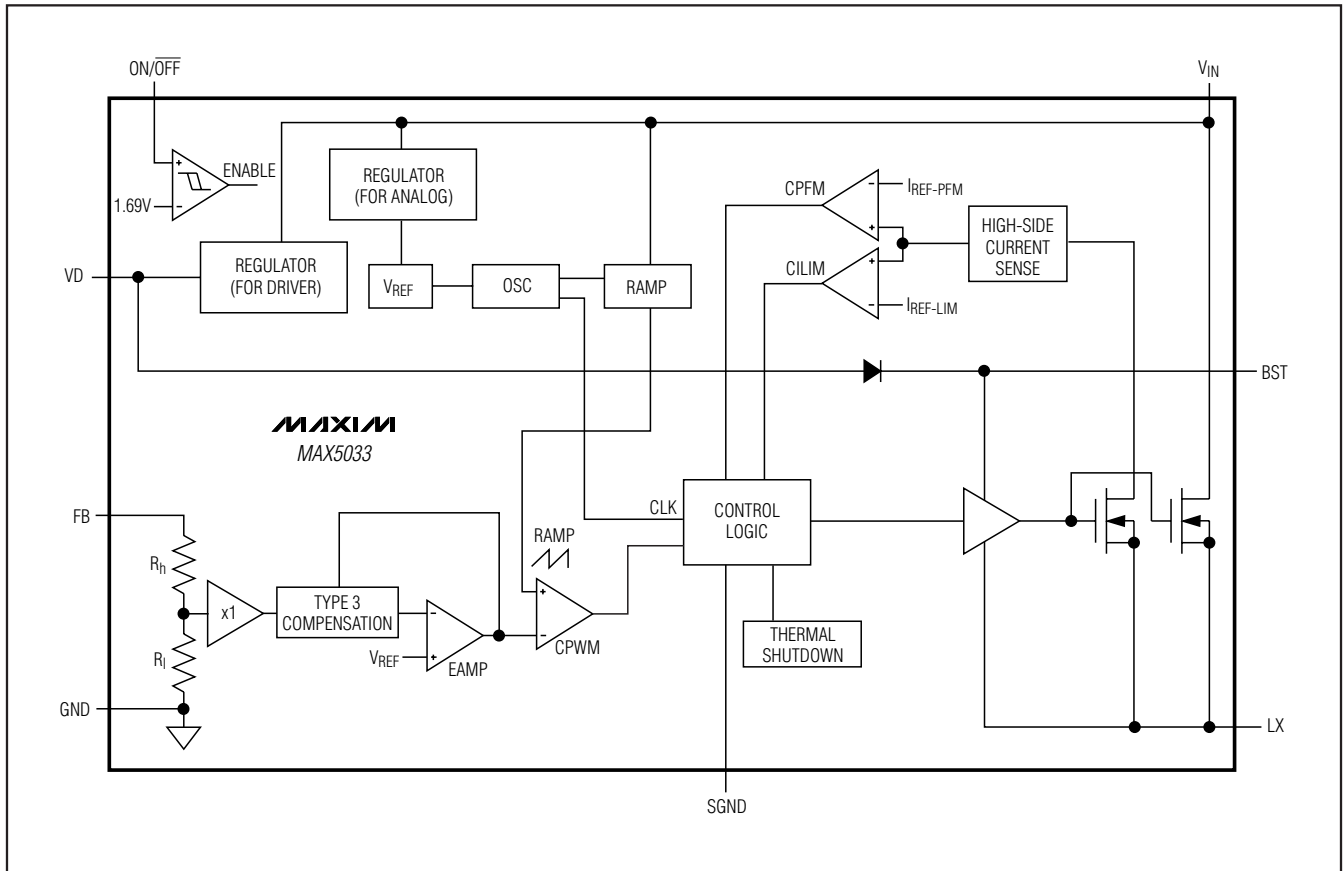 ON/OFF
VIN
ENABLE
1.69V
REGULATOR
(FOR ANALOG)
CPFM
IREF-PFM
HIGH-SIDE
CURRENT
SENSE
VD
REGULATOR
(FOR DRIVER)
VREF
OSC
RAMP
CILIM
IREF-LIM
BST
MAXIM
MAX5033
FB
Rh
x1
Rl
GND
TYPE 3
COMPENSATION
VREF
EAMP
RAMP
CPWM
CLK
CONTROL
LOGIC
THERMAL
SHUTDOWN
LX
SGND